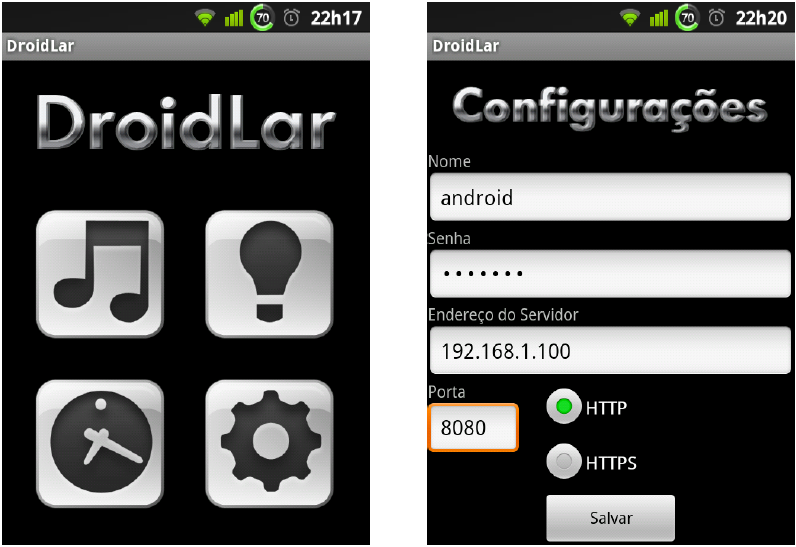 70 22h17
DroidLar
DroidLar
70 22h20
DroidLar
Configurações
Nome
android
Senha
•••••••
Endereço do Servidor
192.168.1.100
Porta
8080
HTTP
HTTPS
Salvar